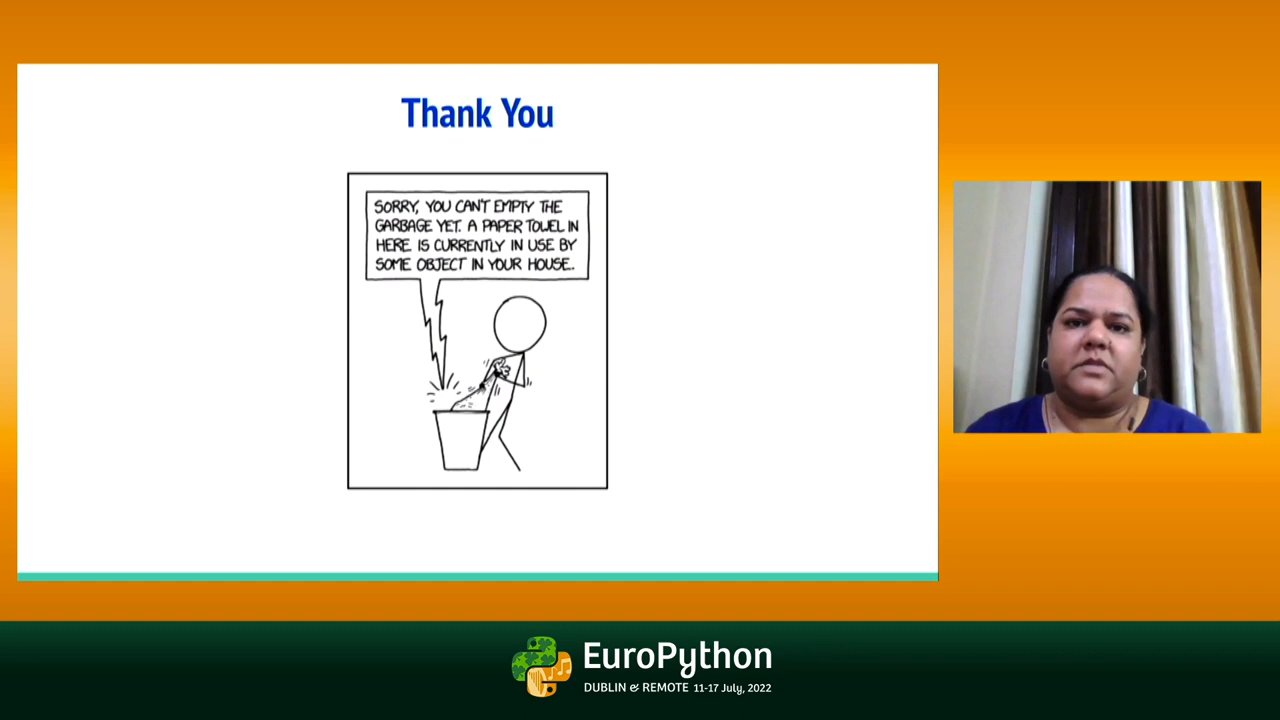 Thank You
SORRY, YOU CAN'T EMPTY THE
GARBAGE YET. A PAPER TOWEL IN
HERE IS CURRENTLY IN USE BY
SOME OBJECT IN YOUR HOUSE.
EuroPython
DUBLIN & REMOTE 11-17 July, 2022